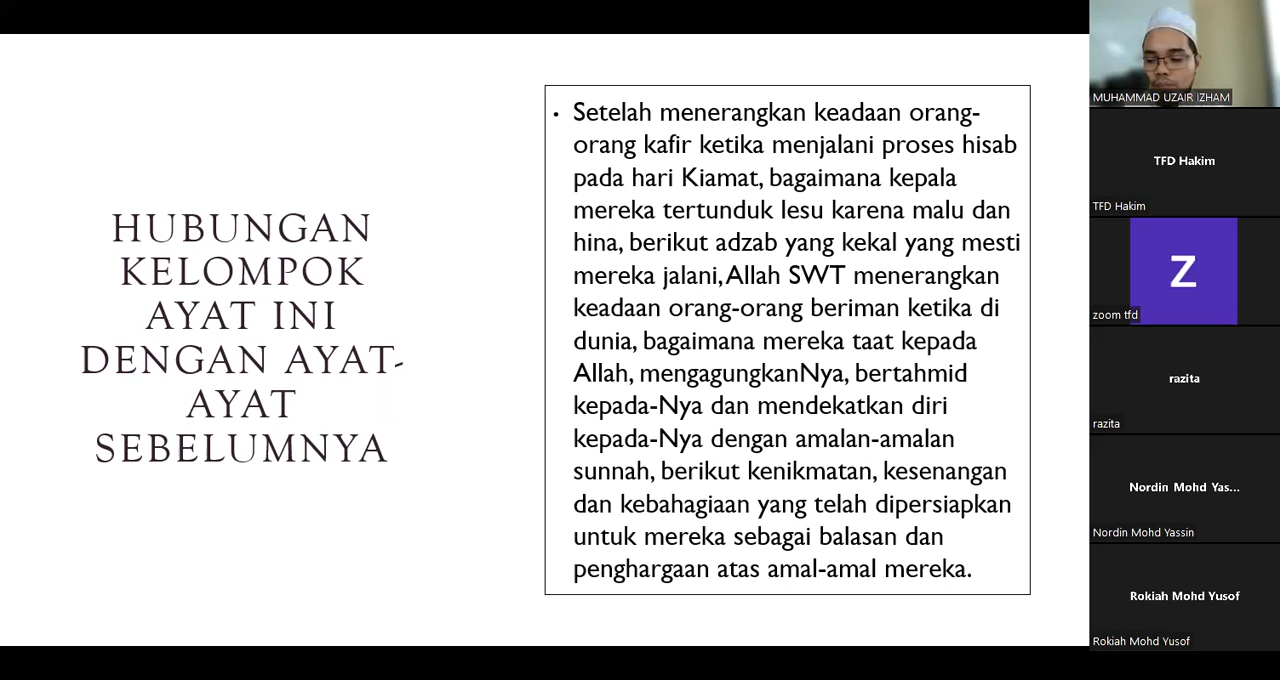 HUBUNGAN
KELOMPOK
AYAT INI
DENGAN AYAT-
AYAT
SEBELUMNYA
• Setelah menerangkan keadaan orang-
orang kafir ketika menjalani proses hisab
pada hari Kiamat, bagaimana kepala
mereka tertunduk lesu karena malu dan
hina, berikut adzab yang kekal yang mesti
mereka jalani, Allah SWT menerangkan
keadaan orang-orang beriman ketika di
dunia, bagaimana mereka taat kepada
Allah, mengagungkanNya, bertahmid
kepada-Nya dan mendekatkan diri
kepada-Nya dengan amalan-amalan
sunnah, berikut kenikmatan, kesenangan
dan kebahagiaan yang telah dipersiapkan
untuk mereka sebagai balasan dan
penghargaan atas amal-amal mereka.
MUHAMMAD UZAIR IZHAM
TFD Hakim
TFD Hakim
Z
zoom tfd
razita
razita
Nordin Mohd Yas...
Nordin Mohd Yassin
Rokiah Mohd Yusof
Rokiah Mohd Yusof